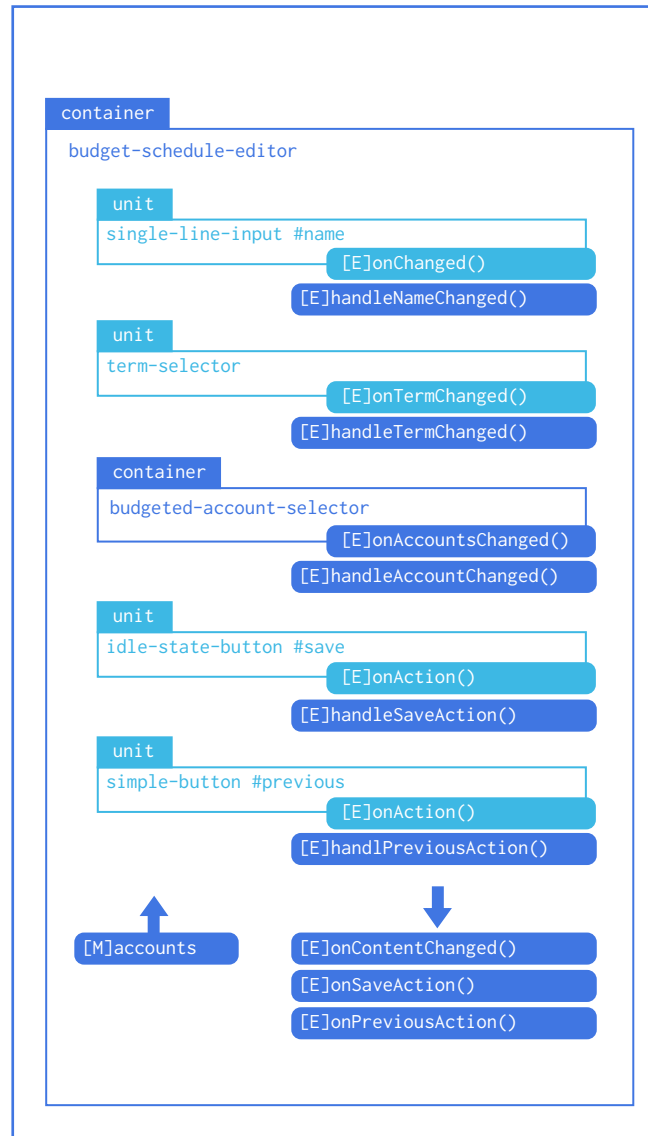 container
budget-schedule-editor
unit
single-line-input #name
[E]onChanged()
[E]handleNameChanged()
unit
term-selector
[E]onTermChanged()
[E]handleTermChanged()
container
budgeted-account-selector
[E]onAccountsChanged()
[E]handleAccountChanged()
unit
idle-state-button #save
[E]onAction()
[E]handleSaveAction()
unit
simple-button #previous
[E]onAction()
[E]handlPreviousAction()
[M]accounts
[E]onContentChanged()
[E]onSaveAction()
[E]onPreviousAction()